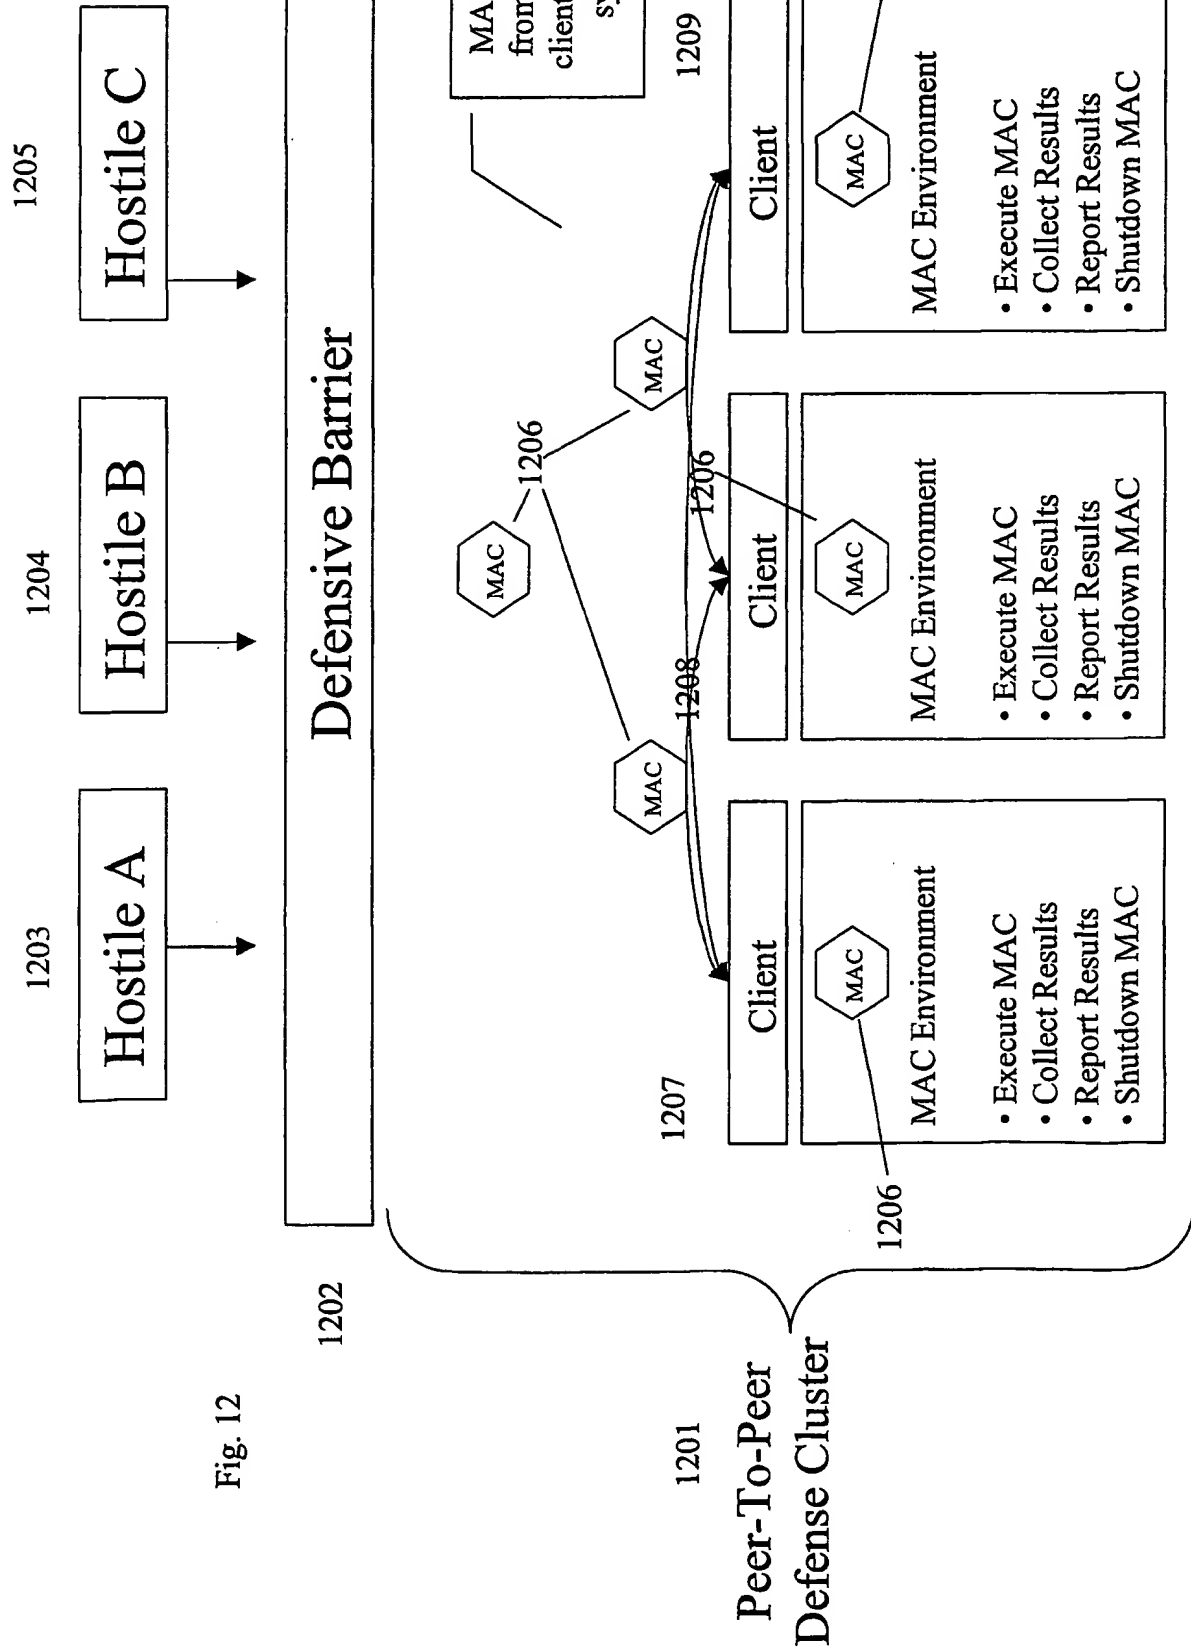 Fig. 12
1203
1204
1205
Hostile A
Hostile B
Hostile C
1202
Defensive Barrier
MAC
1206
MAC
MAC
from
client
1201
Peer-To-Peer
Defense Cluster
1207
1208
1206
1209
Client
Client
Client
1206
MAC
MAC
MAC
MAC Environment
MAC Environment
MAC Environment
• Execute MAC
• Collect Results
• Report Results
• Shutdown MAC
• Execute MAC
• Collect Results
• Report Results
• Shutdown MAC
• Execute MAC
• Collect Results
• Report Results
• Shutdown MAC